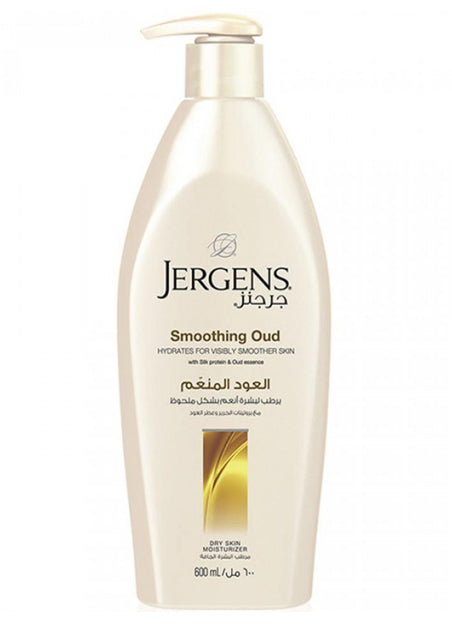 JERGENS®
جرجنز®
Smoothing Oud
HYDRATES FOR VISIBLY SMOOTHER SKIN
with Silk protein & Oud essence
العود المنعّم
يرطب لبشرة أنعم بشكل ملحوظ
مع بروتينات الحرير وعطر العود
DRY SKIN
MOISTURIZER
مرطب البشرة الجافة
600 mL / ٦٠٠ مل